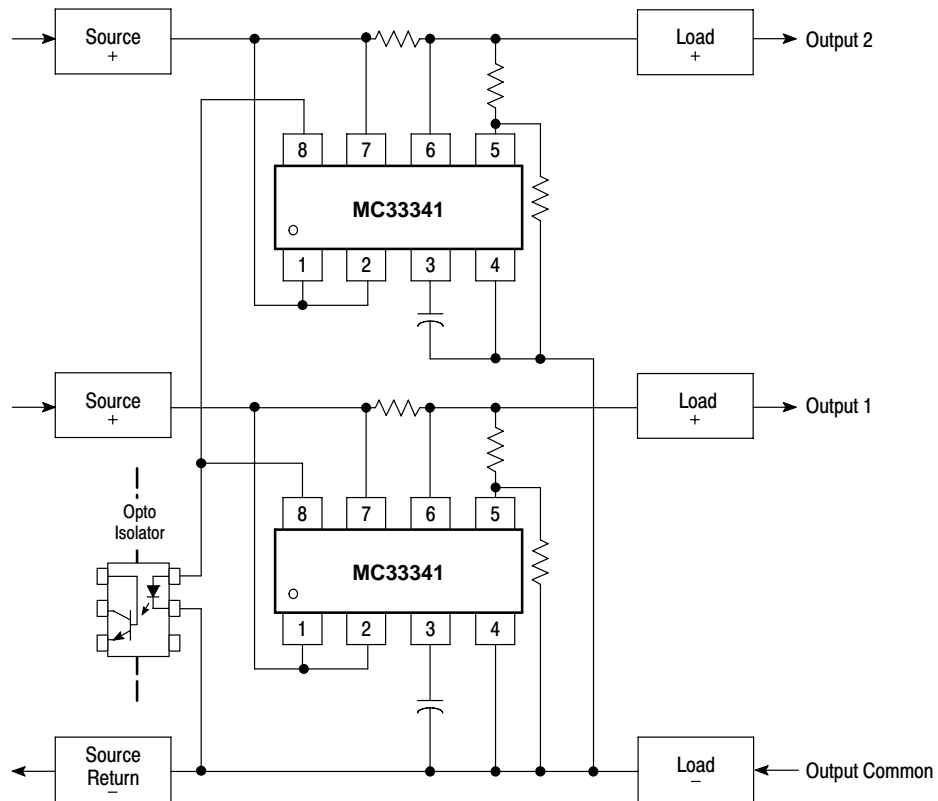 Source
+
Load
+
Output 2
8
7
6
5
MC33341
1
2
3
4
Source
+
Load
+
Output 1
Opto
Isolator
8
7
6
5
MC33341
1
2
3
4
Source
Return
–
Load
–
Output Common